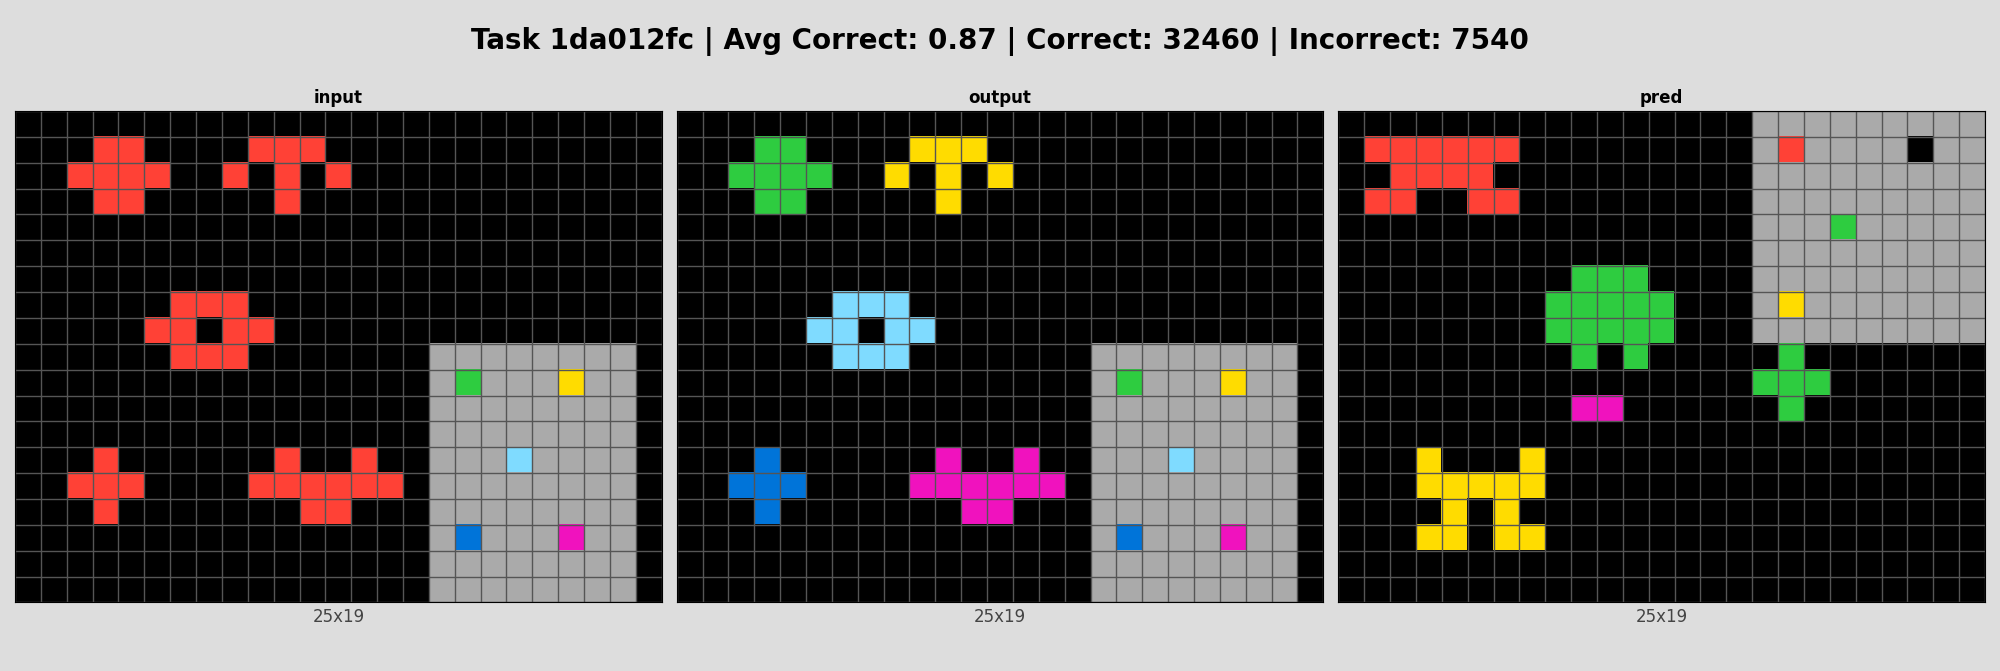 Task 1da012fc | Avg Correct: 0.87 | Correct: 32460 | Incorrect: 7540
input
output
pred
25x19
25x19
25x19